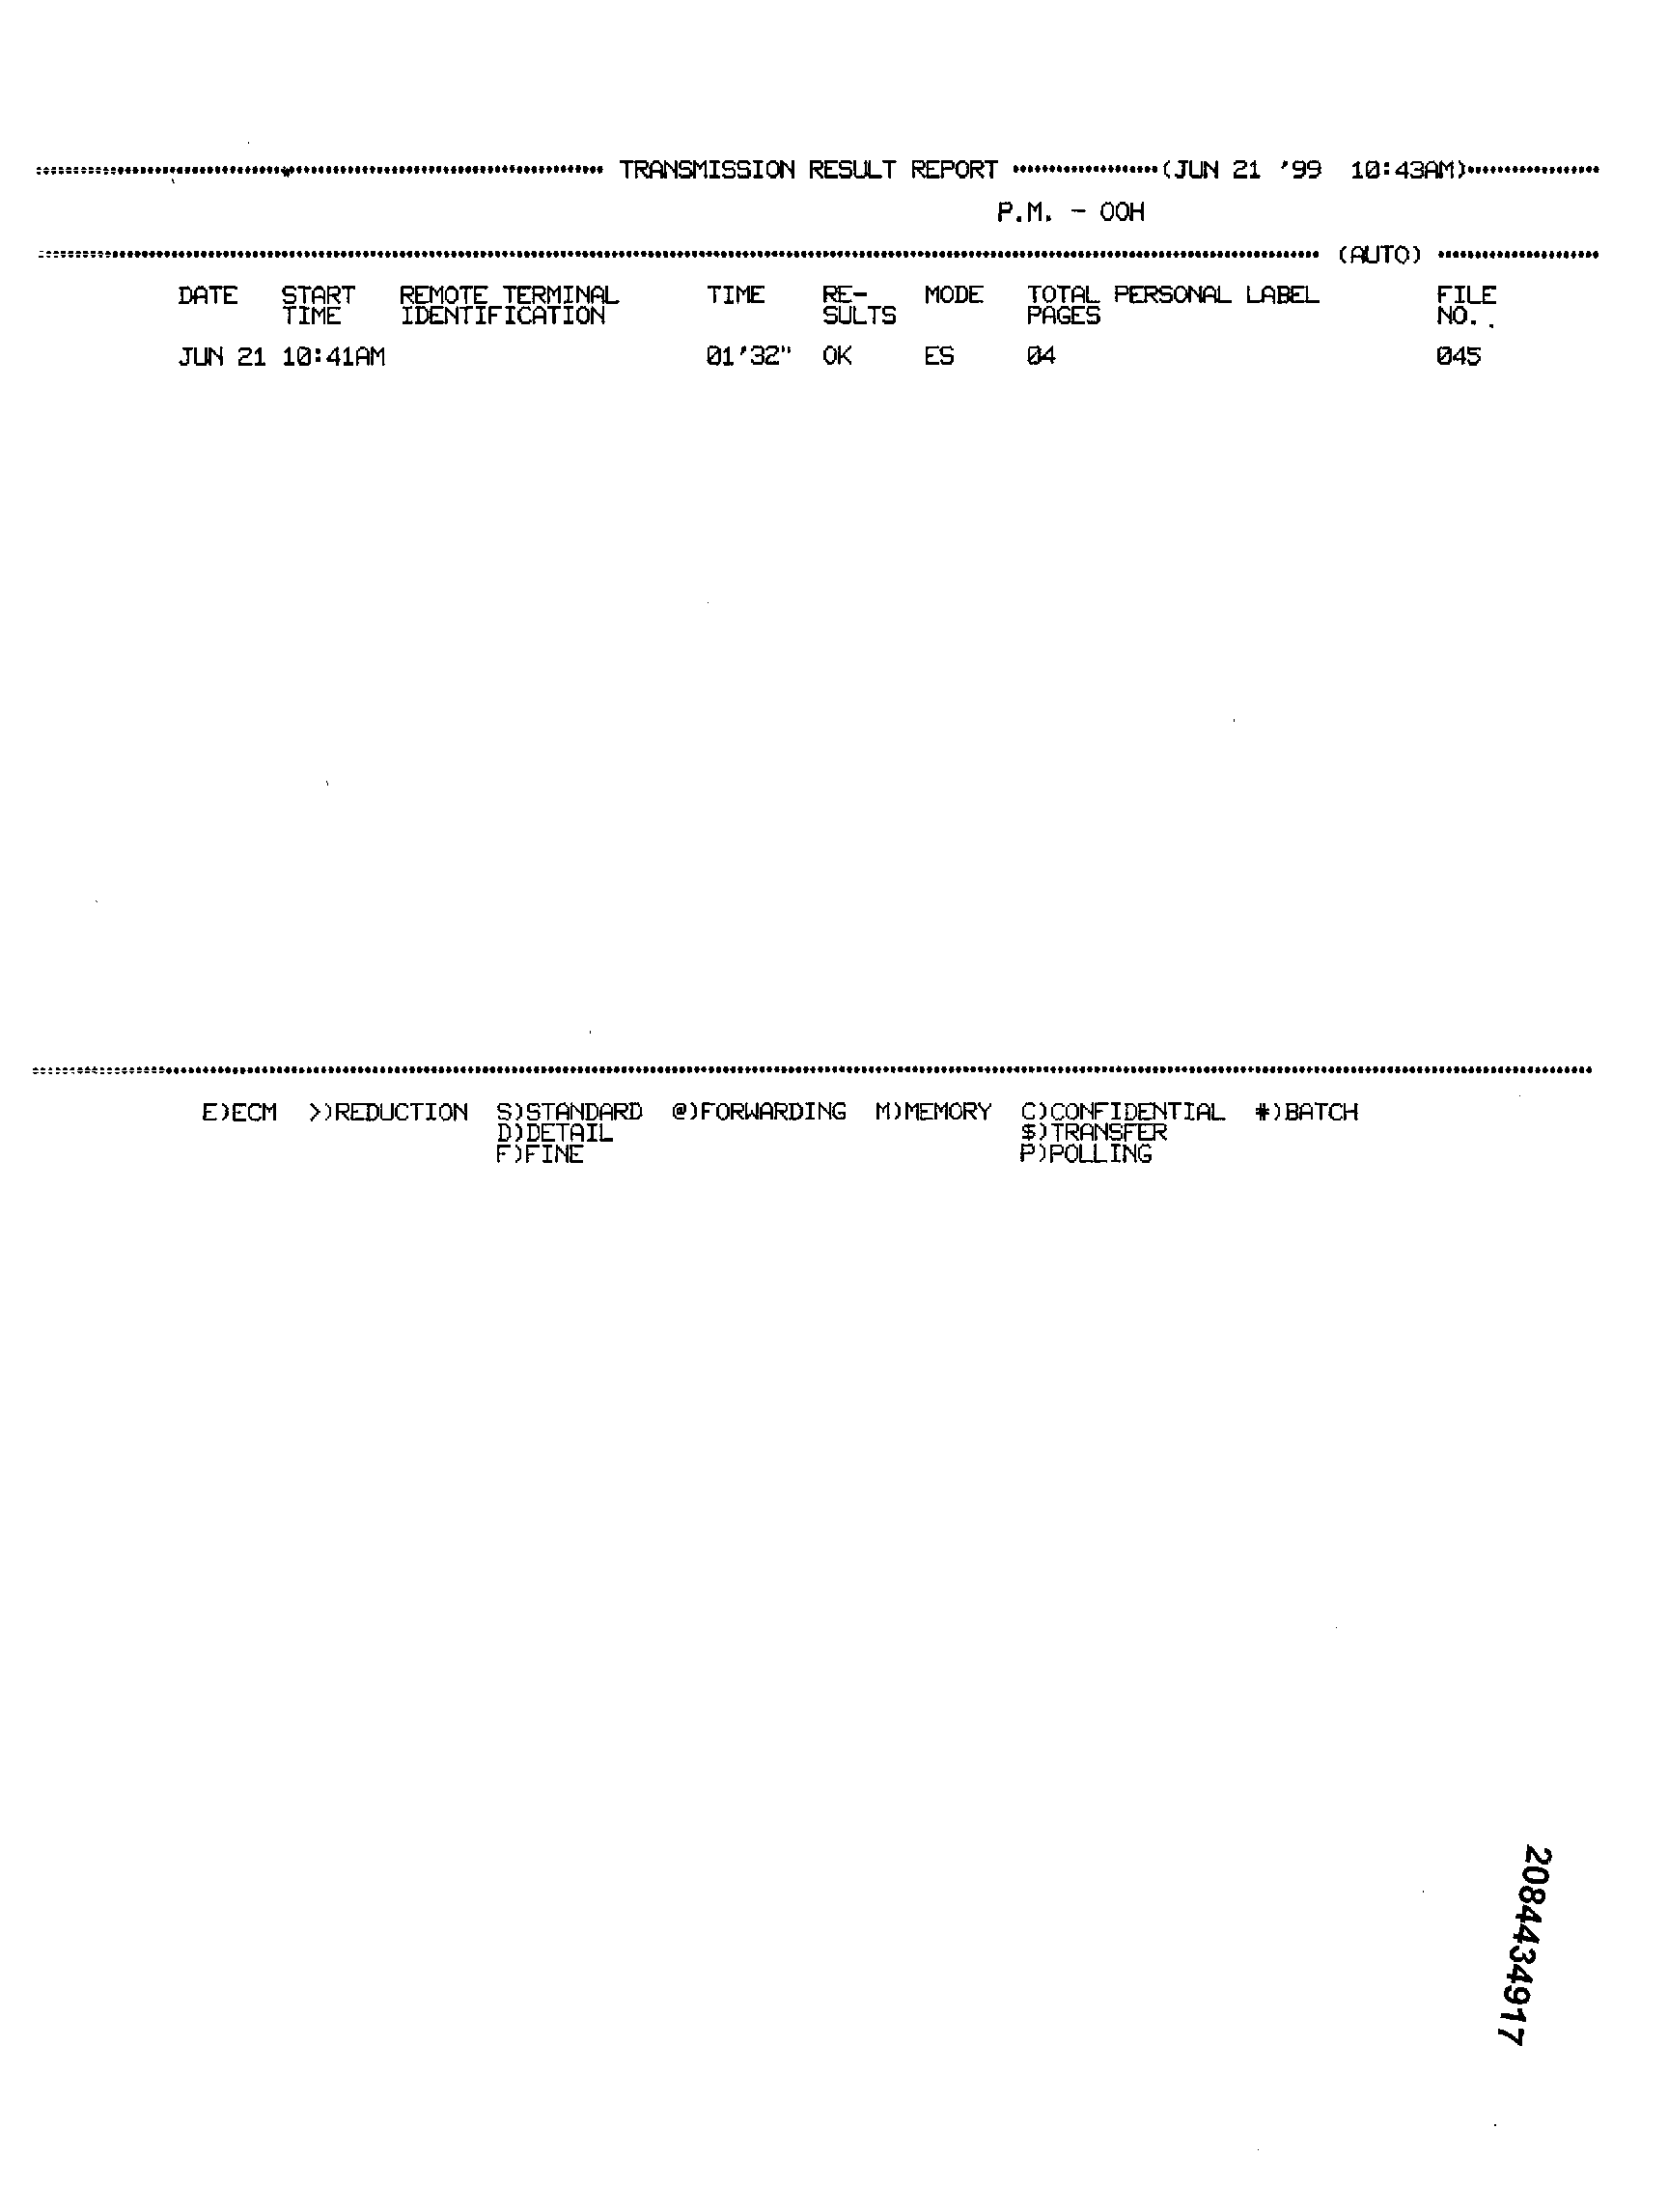 TRANSMISSION RESULT REPORT (JUN 21 '99 10:43AM)
P.M. - OOH
(AUTO)
DATE START REMOTE TERMINAL TIME RE- MODE TOTAL PERSONAL LABEL FILE
TIME IDENTIFICATION SULTS PAGES NO.
JUN 21 10:41AM 01'32" OK ES 04 045
E)ECM >)REDUCTION S)STANDARD @)FORWARDING M)MEMORY C)CONFIDENTIAL #)BATCH
D)DETAIL $)TRANSFER
F)FINE P)POLLING
2084434917